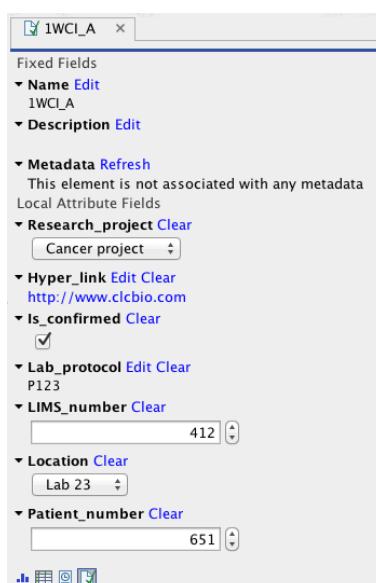 1WCI_A ×
Fixed Fields
Name Edit
1WCI_A
Description Edit
Metadata Refresh
This element is not associated with any metadata
Local Attribute Fields
Research_project Clear
Cancer project
Hyper_link Edit Clear
http://www.clcbio.com
Is_confirmed Clear
Lab_protocol Edit Clear
P123
LIMS_number Clear
412
Location Clear
Lab 23
Patient_number Clear
651